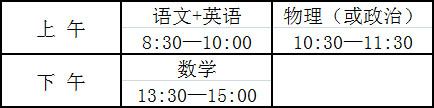 上 午
语文+英语
8:30—10:00
物理（或政治）
10:30—11:30
下 午
数学
13:30—15:00